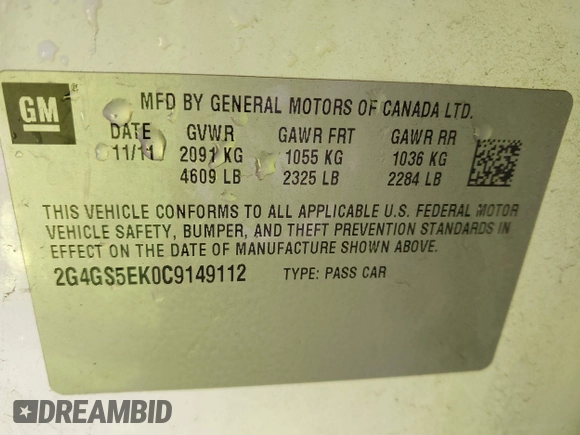 GM
MFD BY GENERAL MOTORS OF CANADA LTD.
DATE GVWR GAWR FRT GAWR RR
11/11 2091 KG 1055 KG 1036 KG
4609 LB 2325 LB 2284 LB
THIS VEHICLE CONFORMS TO ALL APPLICABLE U.S. FEDERAL MOTOR
VEHICLE SAFETY, BUMPER, AND THEFT PREVENTION STANDARDS IN
EFFECT ON THE DATE OF MANUFACTURE SHOWN ABOVE.
2G4GS5EK0C9149112 TYPE: PASS CAR
DREAMBID